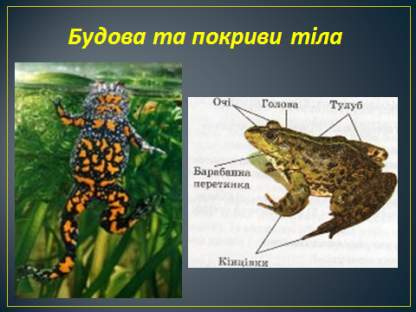 Будова та покриви тіла
Очі
Голова
Тулуб
Барабанна
перетинка
Кінцівки